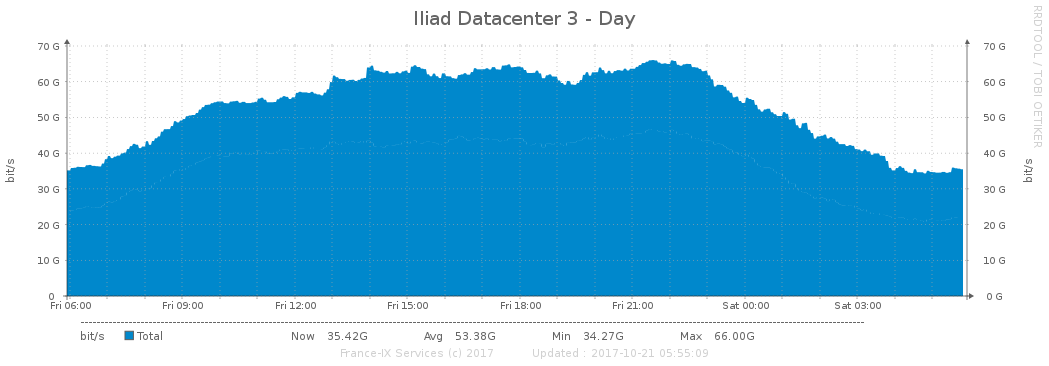 Iliad Datacenter 3 - Day
RRDTOOL / TOBI OETIKER
bit/s
70 G 70 G
60 G 60 G
50 G 50 G
40 G 40 G
30 G 30 G
20 G 20 G
10 G 10 G
0 0 G
bit/s
Fri 06:00 Fri 09:00 Fri 12:00 Fri 15:00 Fri 18:00 Fri 21:00 Sat 00:00 Sat 03:00
bit/s Total Now 35.42G Avg 53.38G Min 34.27G Max 66.00G
France-IX Services (c) 2017 Updated : 2017-10-21 05:55:09